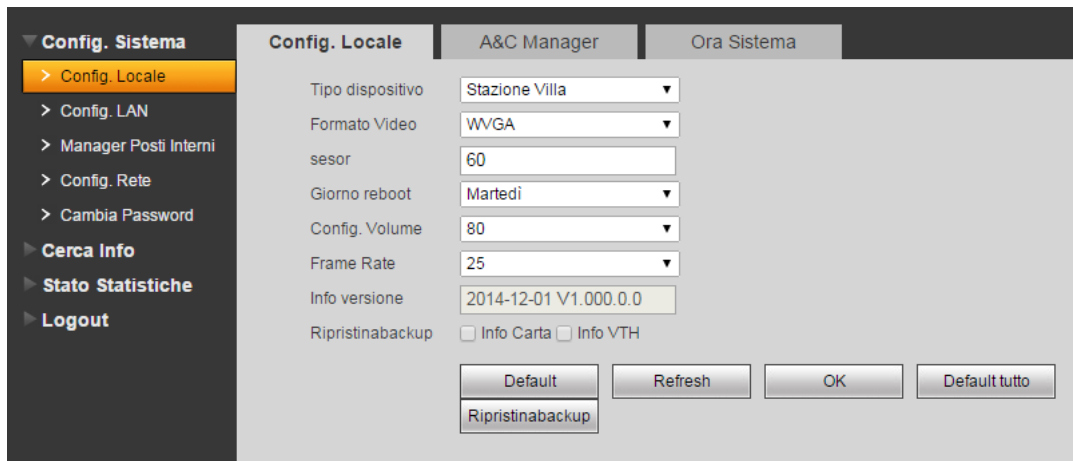 Config. Sistema
> Config. Locale
> Config. LAN
> Manager Posti Interni
> Config. Rete
> Cambia Password
Cerca Info
Stato Statistiche
Logout
Config. Locale A&C Manager Ora Sistema
Tipo dispositivo Stazione Villa
Formato Video WVGA
sesor 60
Giorno reboot Martedì
Config. Volume 80
Frame Rate 25
Info versione 2014-12-01 V1.000.0.0
Ripristinabackup Info Carta Info VTH
Default Refresh OK Default tutto
Ripristinabackup